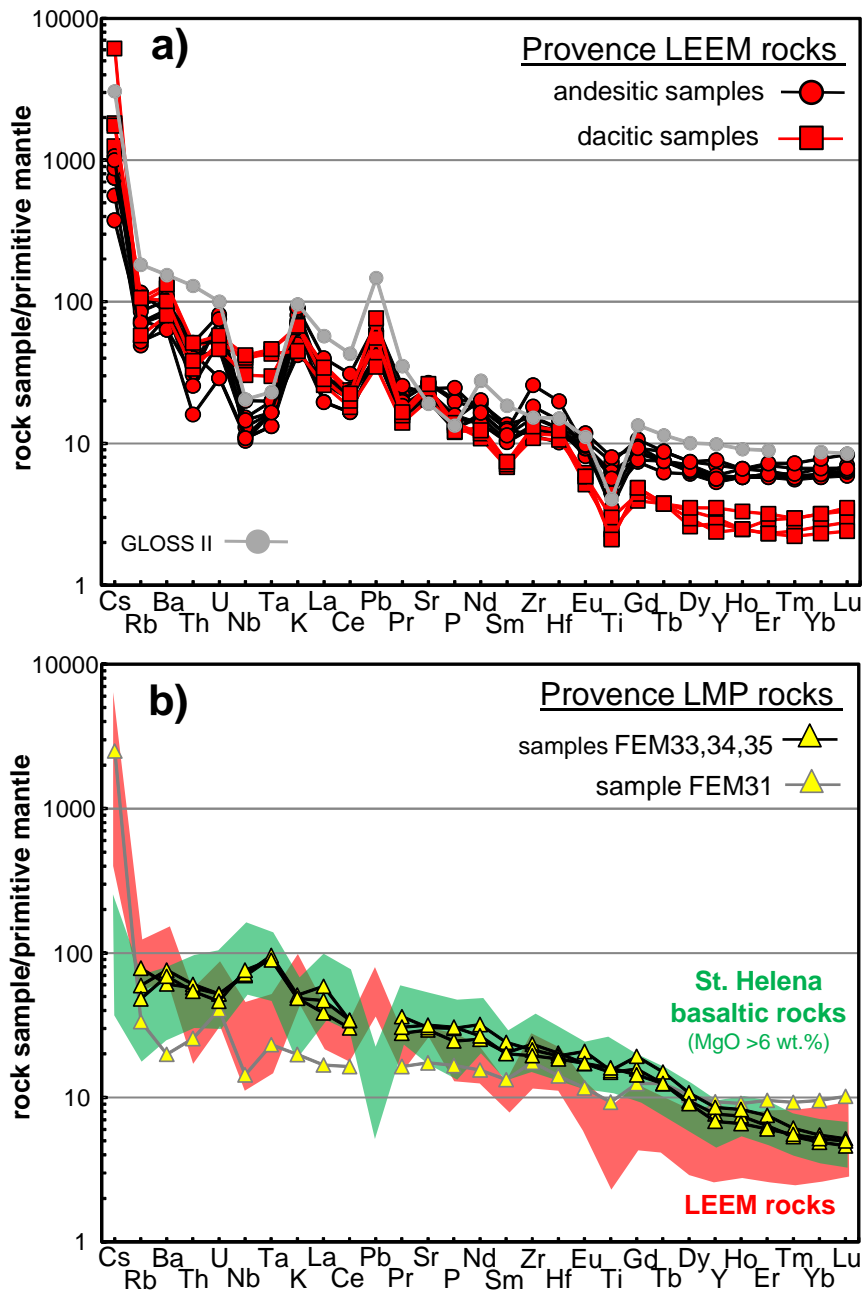 a)
Provence LEEM rocks
andesitic samples
dacitic samples
GLOSS II
rock sample/primitive mantle
10000
1000
100
10
1
Cs Rb Ba Th U Nb Ta K La Ce Pb Pr Sr P Nd Sm Zr Hf Eu Ti Gd Tb Dy Y Ho Er Tm Yb Lu
b)
Provence LMP rocks
samples FEM33,34,35
sample FEM31
St. Helena
basaltic rocks
(MgO >6 wt.%)
LEEM rocks
rock sample/primitive mantle
10000
1000
100
10
1
Cs Rb Ba Th U Nb Ta K La Ce Pb Pr Sr P Nd Sm Zr Hf Eu Ti Gd Tb Dy Y Ho Er Tm Yb Lu